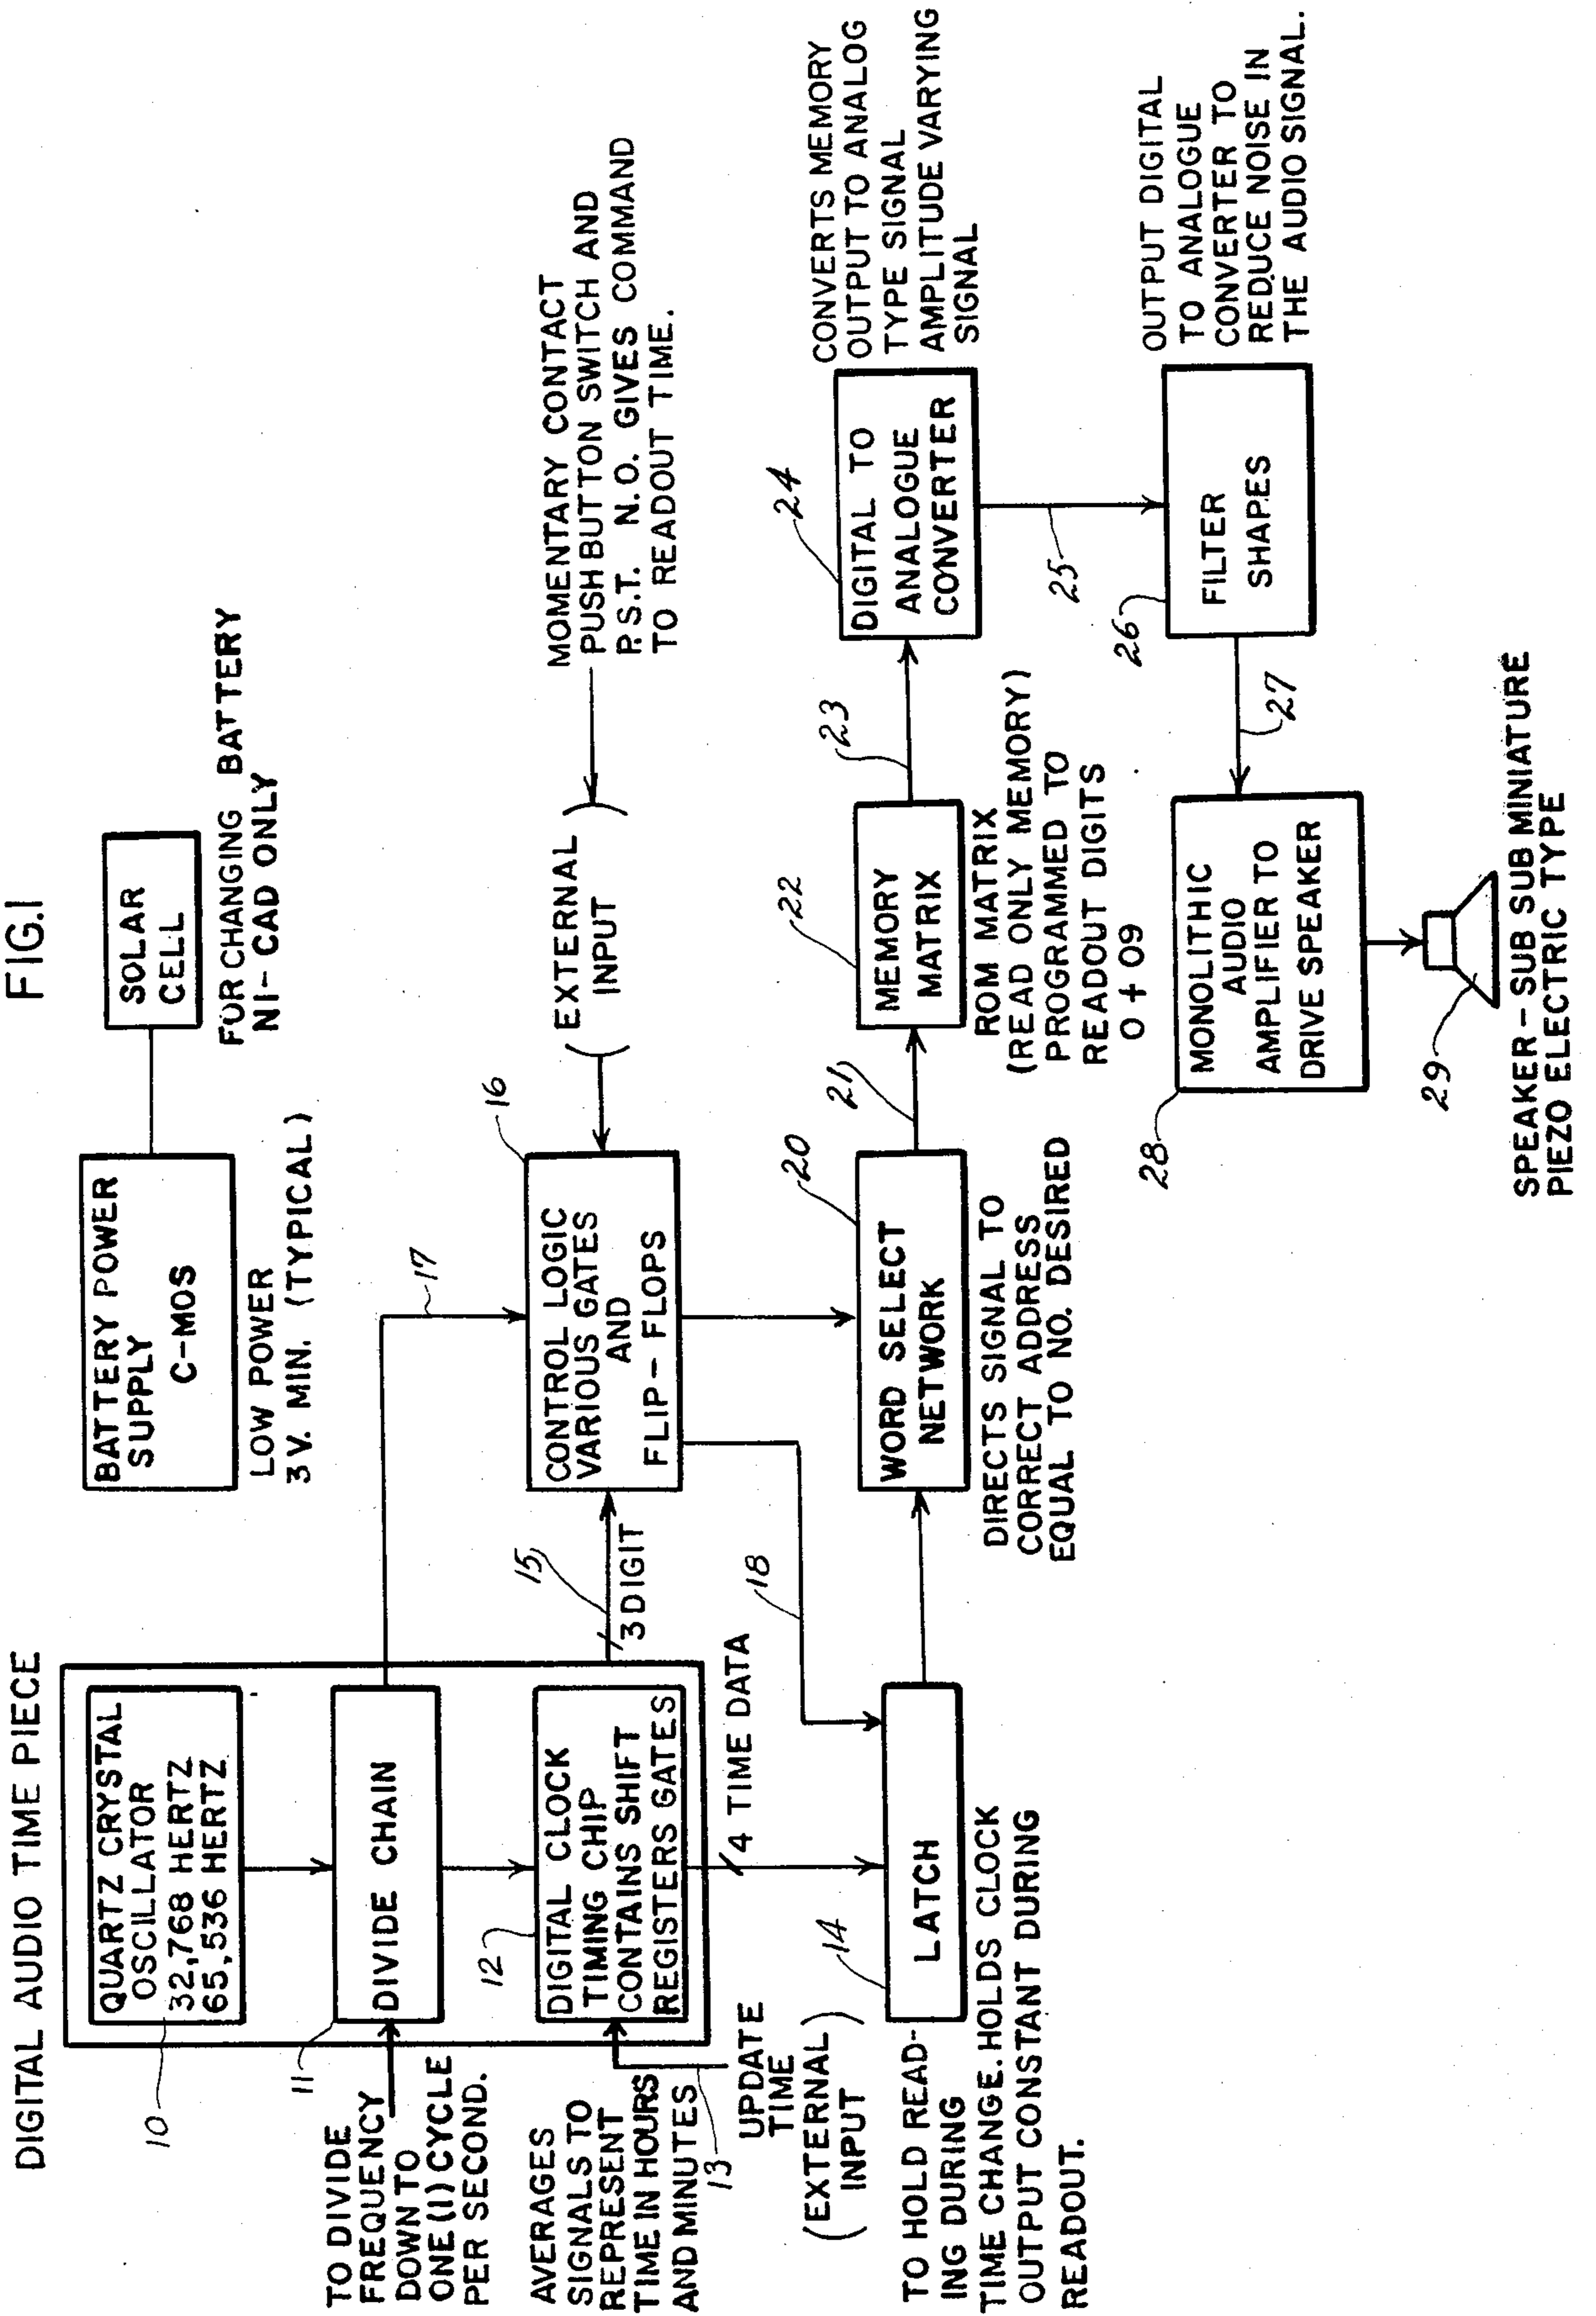 FIG.1
DIGITAL AUDIO TIME PIECE
QUARTZ CRYSTAL
OSCILLATOR
32,768 HERTZ
65,536 HERTZ
10
BATTERY POWER
SUPPLY
C-MOS
LOW POWER
3 V. MIN. (TYPICAL)
SOLAR
CELL
FOR CHANGING BATTERY
NI-CAD ONLY
TO DIVIDE
FREQUENCY
DOWN TO
ONE (1) CYCLE
PER SECOND.
11
DIVIDE CHAIN
17
AVERAGES
SIGNALS TO
REPRESENT
TIME IN HOURS
AND MINUTES
12
DIGITAL CLOCK
TIMING CHIP
CONTAINS SHIFT
REGISTERS GATES
13
UPDATE
TIME
(EXTERNAL)
INPUT
15
3 DIGIT
4 TIME DATA
16
CONTROL LOGIC
VARIOUS GATES
AND
FLIP-FLOPS
(EXTERNAL)
INPUT
MOMENTARY CONTACT
PUSHBUTTON SWITCH AND
P.S.T. N.O. GIVES COMMAND
TO READOUT TIME.
18
14
LATCH
TO HOLD READ-
ING DURING
TIME CHANGE. HOLDS CLOCK
OUTPUT CONSTANT DURING
READOUT.
20
WORD SELECT
NETWORK
DIRECTS SIGNAL TO
CORRECT ADDRESS
EQUAL TO NO. DESIRED
21
22
MEMORY
MATRIX
ROM MATRIX
(READ ONLY MEMORY)
PROGRAMMED TO
READOUT DIGITS
0 + 09
23
24
DIGITAL TO
ANALOGUE
CONVERTER
CONVERTS MEMORY
OUTPUT TO ANALOG
TYPE SIGNAL
AMPLITUDE VARYING
SIGNAL
25
26
FILTER
SHAPES
OUTPUT DIGITAL
TO ANALOGUE
CONVERTER TO
REDUCE NOISE IN
THE AUDIO SIGNAL.
27
28
MONOLITHIC
AUDIO
AMPLIFIER TO
DRIVE SPEAKER
29
SPEAKER-SUB SUB MINIATURE
PIEZO ELECTRIC TYPE